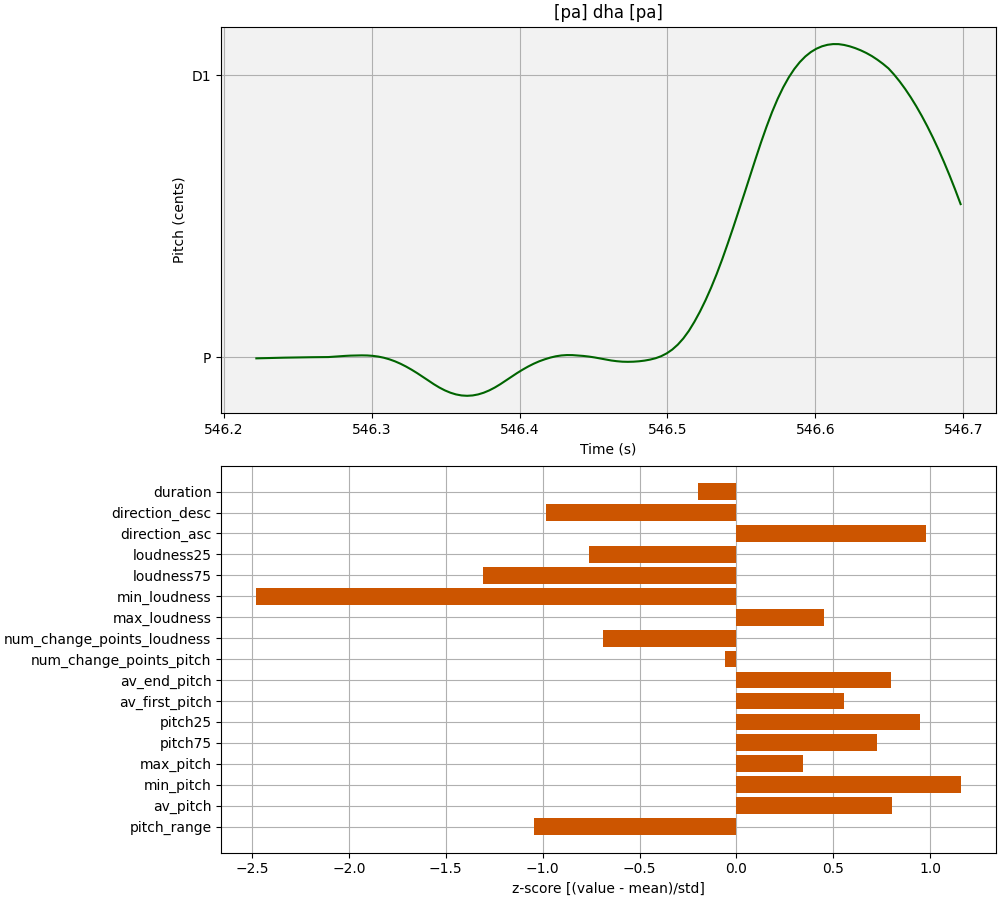 [pa] dha [pa]
D1
P
Pitch (cents)
546.2 546.3 546.4 546.5 546.6 546.7
Time (s)
duration
direction_desc
direction_asc
loudness25
loudness75
min_loudness
max_loudness
num_change_points_loudness
num_change_points_pitch
av_end_pitch
av_first_pitch
pitch25
pitch75
max_pitch
min_pitch
av_pitch
pitch_range
−2.5 −2.0 −1.5 −1.0 −0.5 0.0 0.5 1.0
z-score [(value - mean)/std]